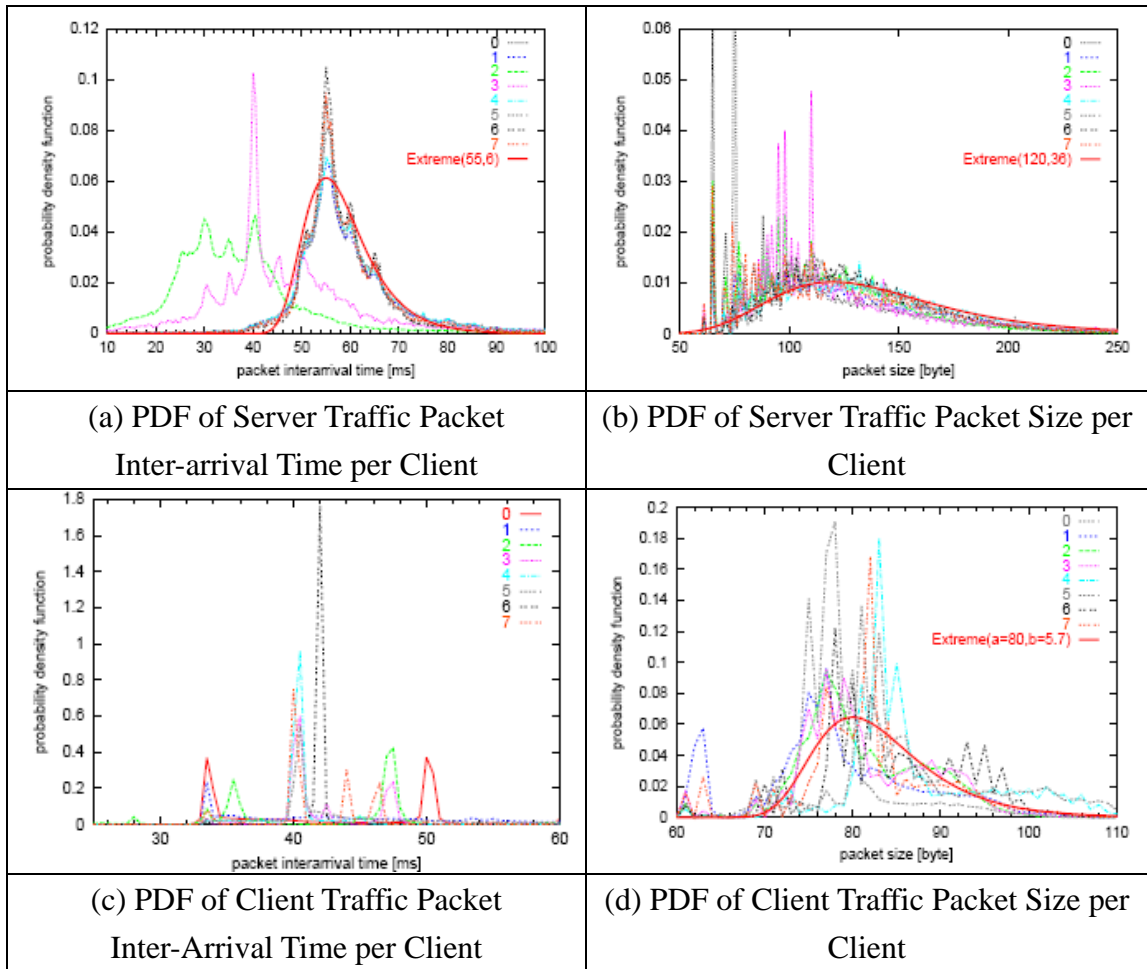 0.12
0.1
0.08
0.06
0.04
0.02
0
probability density function
0
1
2
3
4
5
6
7
Extreme(55,6)
10 20 30 40 50 60 70 80 90 100
packet interarrival time [ms]
0.06
0.05
0.04
0.03
0.02
0.01
0
probability density function
0
1
2
3
4
5
6
7
Extreme(120,36)
50 100 150 200 250
packet size [byte]
(a) PDF of Server Traffic Packet
Inter-arrival Time per Client
(b) PDF of Server Traffic Packet Size per
Client
1.8
1.6
1.4
1.2
1
0.8
0.6
0.4
0.2
0
probability density function
0
1
2
3
4
5
6
7
30 40 50 60
packet interarrival time [ms]
0.2
0.18
0.16
0.14
0.12
0.1
0.08
0.06
0.04
0.02
0
probability density function
0
1
2
3
4
5
6
7
Extreme(a=80,b=5.7)
60 70 80 90 100 110
packet size [byte]
(c) PDF of Client Traffic Packet
Inter-Arrival Time per Client
(d) PDF of Client Traffic Packet Size per
Client